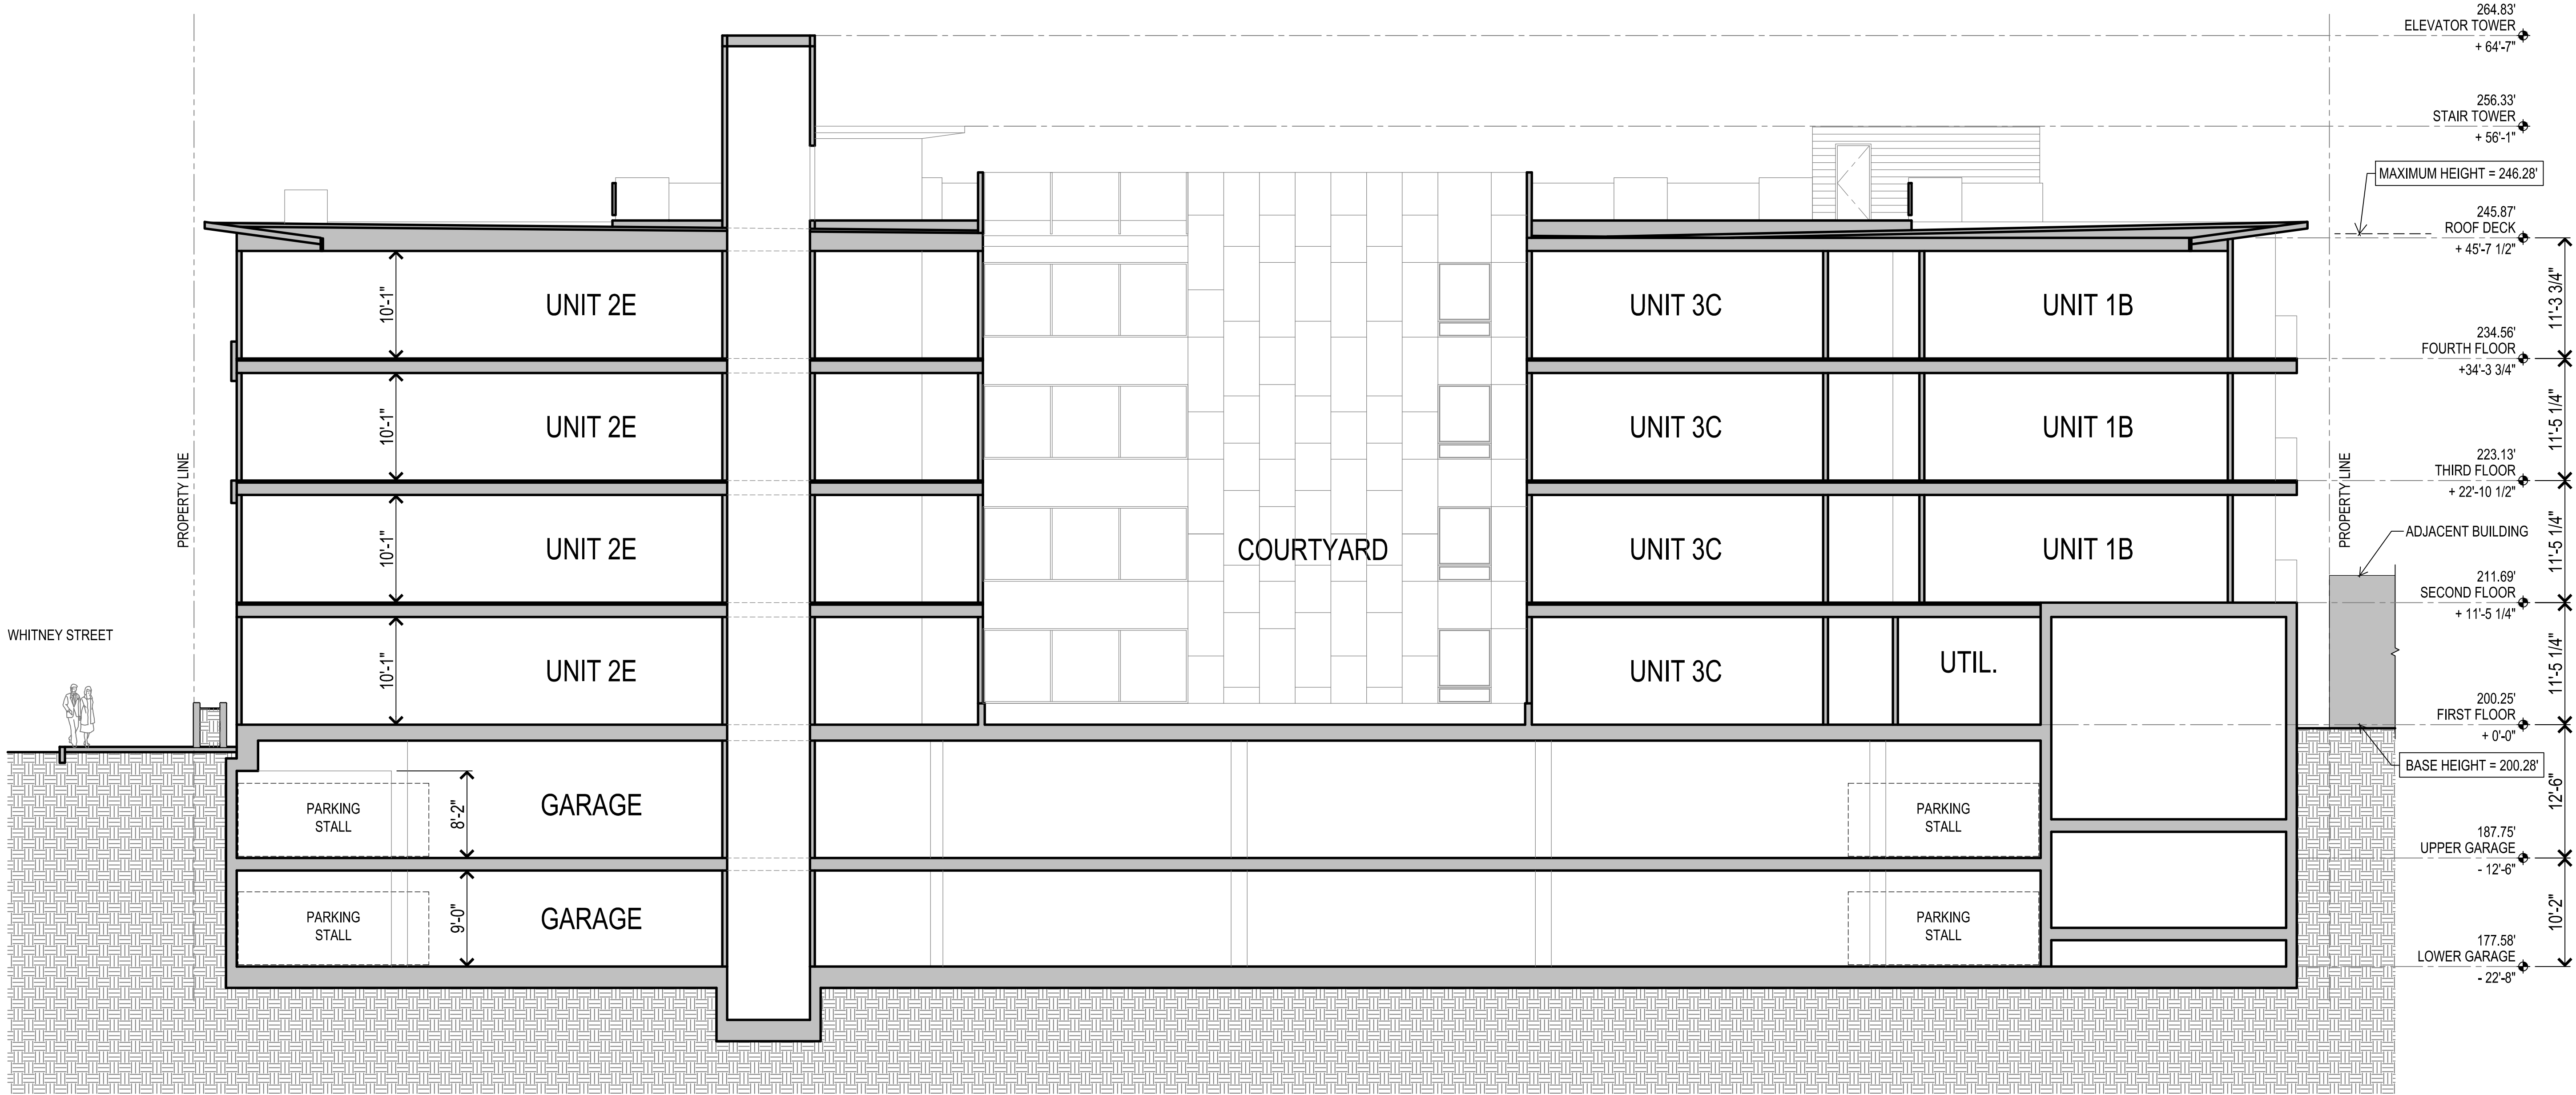 264.83'
ELEVATOR TOWER
+ 64'-7"
256.33'
STAIR TOWER
+ 56'-1"
MAXIMUM HEIGHT = 246.28'
245.87'
ROOF DECK
+ 45'-7 1/2"
11'-3 3/4"
10'-1"
UNIT 2E
UNIT 3C
UNIT 1B
234.56'
FOURTH FLOOR
+34'-3 3/4"
11'-5 1/4"
10'-1"
UNIT 2E
UNIT 3C
UNIT 1B
223.13'
THIRD FLOOR
+ 22'-10 1/2"
PROPERTY LINE
PROPERTY LINE
ADJACENT BUILDING
11'-5 1/4"
10'-1"
UNIT 2E
COURTYARD
UNIT 3C
UNIT 1B
211.69'
SECOND FLOOR
+ 11'-5 1/4"
WHITNEY STREET
11'-5 1/4"
10'-1"
UNIT 2E
UNIT 3C
UTIL.
200.25'
FIRST FLOOR
+ 0'-0"
BASE HEIGHT = 200.28'
12'-6"
PARKING
STALL
8'-2"
GARAGE
PARKING
STALL
187.75'
UPPER GARAGE
- 12'-6"
10'-2"
PARKING
STALL
9'-0"
GARAGE
PARKING
STALL
177.58'
LOWER GARAGE
- 22'-8"